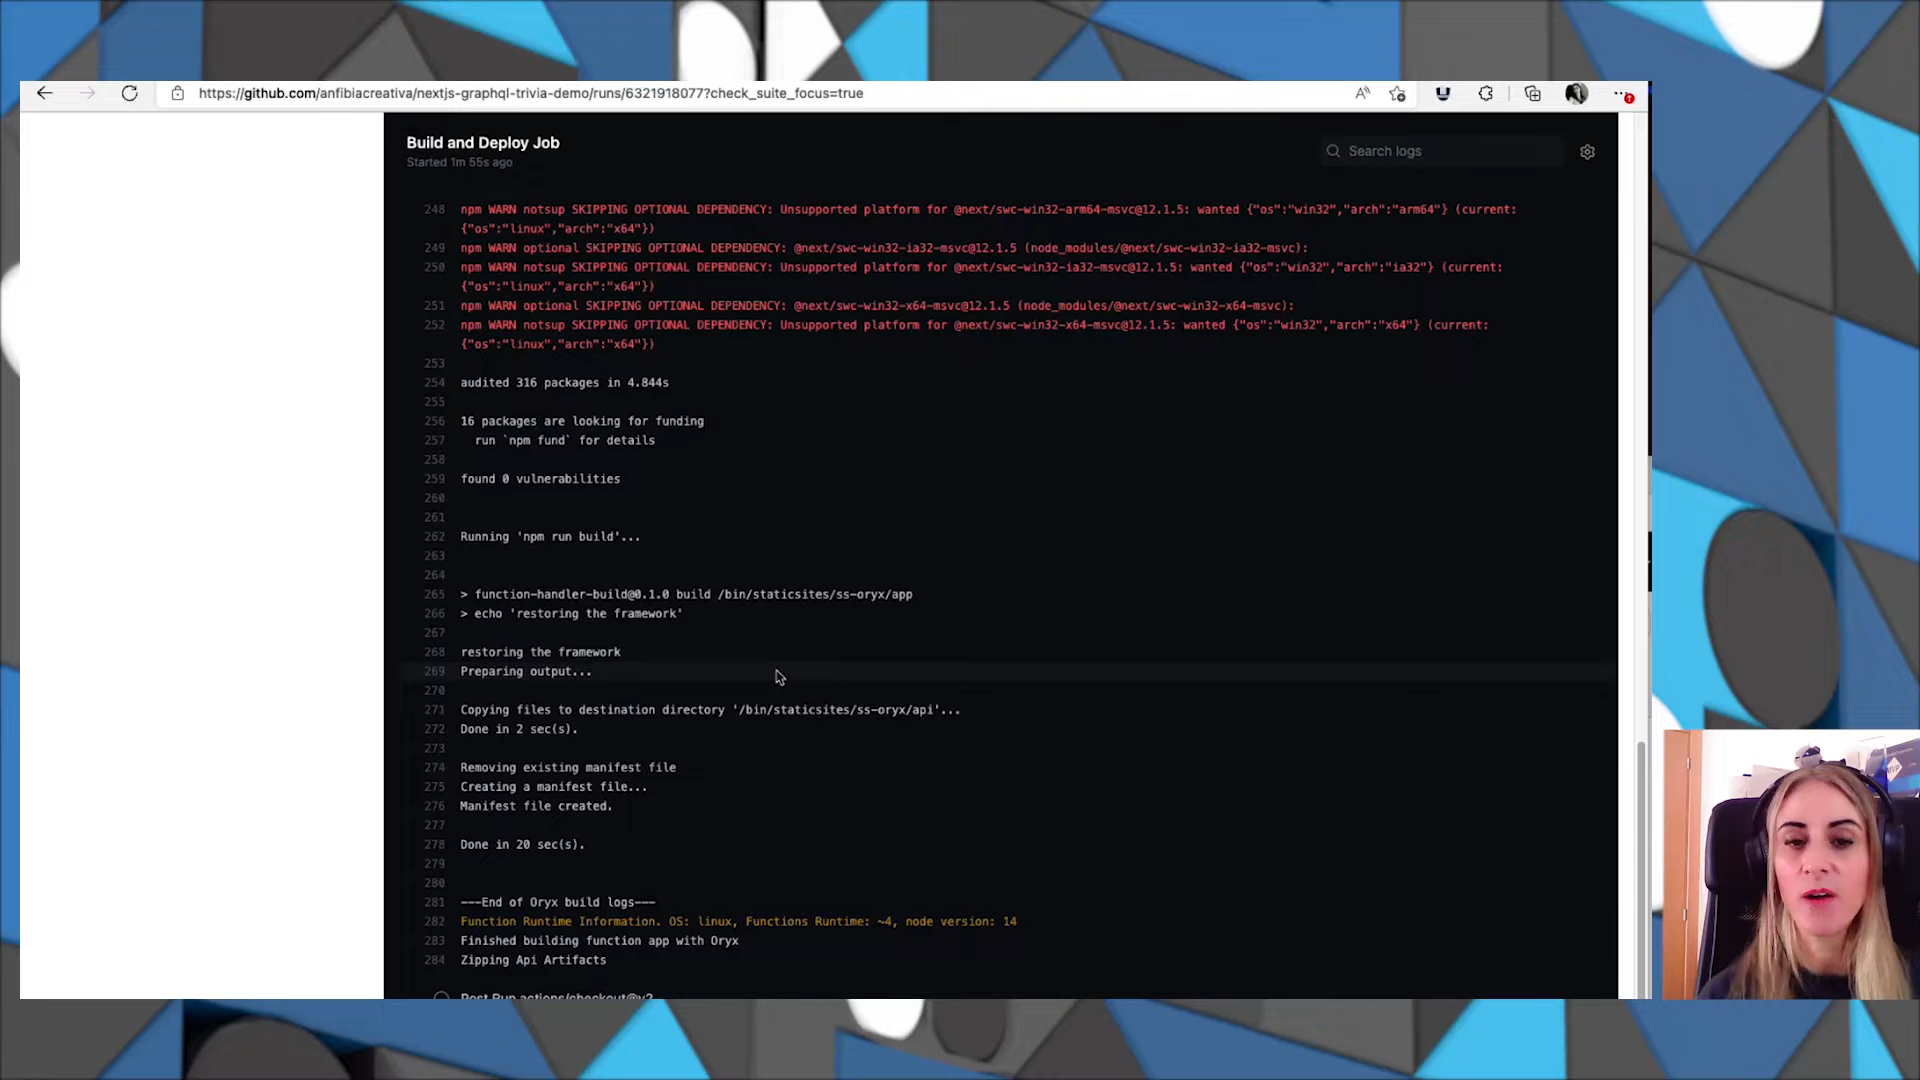 https://github.com/anfibiacreativa/nextjs-graphql-trivia-demo/runs/6321918077?check_suite_focus=true
Build and Deploy Job
Started 1m 55s ago
Search logs
248 npm WARN notsup SKIPPING OPTIONAL DEPENDENCY: Unsupported platform for @next/swc-win32-arm64-msvc@12.1.5: wanted {"os":"win32","arch":"arm64"} (current:
{"os":"linux","arch":"x64"})
249 npm WARN optional SKIPPING OPTIONAL DEPENDENCY: @next/swc-win32-ia32-msvc@12.1.5 (node_modules/@next/swc-win32-ia32-msvc):
250 npm WARN notsup SKIPPING OPTIONAL DEPENDENCY: Unsupported platform for @next/swc-win32-ia32-msvc@12.1.5: wanted {"os":"win32","arch":"ia32"} (current:
{"os":"linux","arch":"x64"})
251 npm WARN optional SKIPPING OPTIONAL DEPENDENCY: @next/swc-win32-x64-msvc@12.1.5 (node_modules/@next/swc-win32-x64-msvc):
252 npm WARN notsup SKIPPING OPTIONAL DEPENDENCY: Unsupported platform for @next/swc-win32-x64-msvc@12.1.5: wanted {"os":"win32","arch":"x64"} (current:
{"os":"linux","arch":"x64"})
253
254 audited 316 packages in 4.844s
255
256 16 packages are looking for funding
257 run `npm fund` for details
258
259 found 0 vulnerabilities
260
261
262 Running 'npm run build'...
263
264
265 > function-handler-build@0.1.0 build /bin/staticsites/ss-oryx/app
266 > echo 'restoring the framework'
267
268 restoring the framework
269 Preparing output...
270
271 Copying files to destination directory '/bin/staticsites/ss-oryx/api'...
272 Done in 2 sec(s).
273
274 Removing existing manifest file
275 Creating a manifest file...
276 Manifest file created.
277
278 Done in 20 sec(s).
279
280
281 ---End of Oryx build logs---
282 Function Runtime Information. OS: linux, Functions Runtime: ~4, node version: 14
283 Finished building function app with Oryx
284 Zipping Api Artifacts
Post Run actions/checkout@v2
MVP